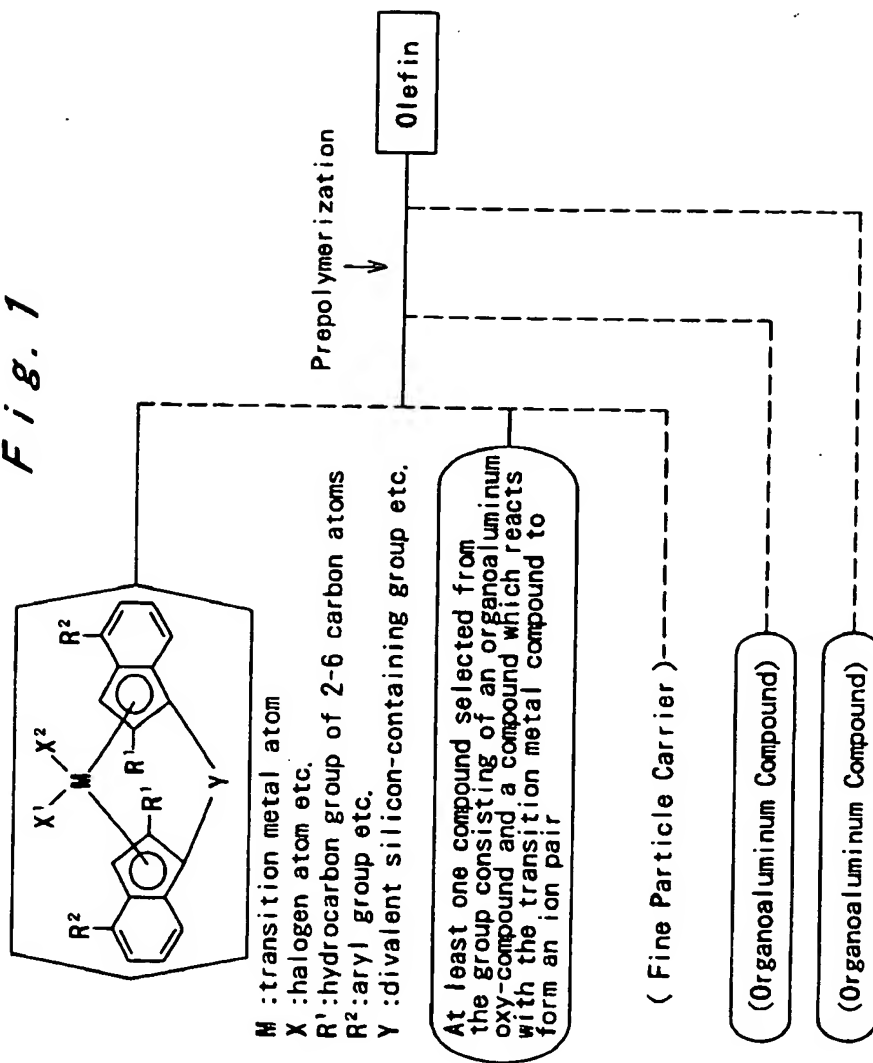 Fig. 1
X¹
X²
M
R²
R²
R¹
R¹
Y
M :transition metal atom
X :halogen atom etc.
R¹:hydrocarbon group of 2-6 carbon atoms
R²:aryl group etc.
Y :divalent silicon-containing group etc.
At least one compound selected from
the group consisting of an organoaluminum
oxy-compound and a compound which reacts
with the transition metal compound to
form an ion pair
(Fine Particle Carrier)
(Organoaluminum Compound)
(Organoaluminum Compound)
Prepolymerization
Olefin